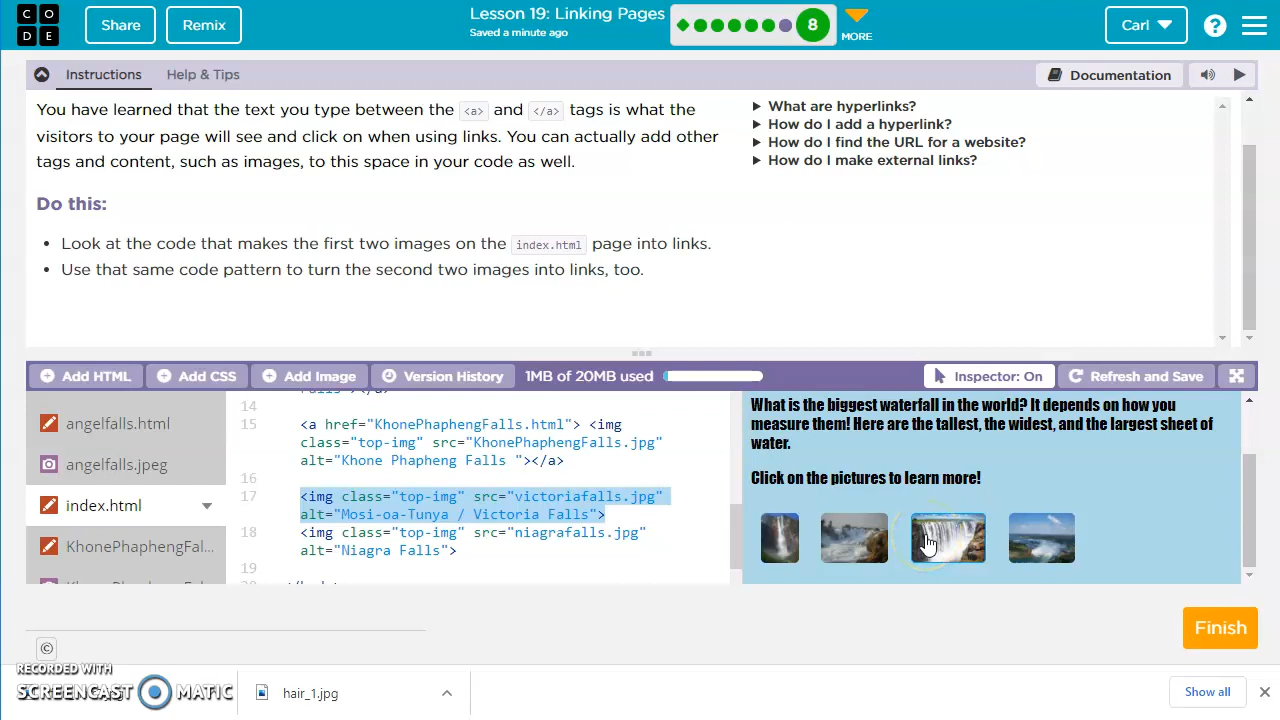 CODE
Share
Remix
Lesson 19: Linking Pages
Saved a minute ago
8
MORE
Carl
?
Instructions
Help & Tips
Documentation
You have learned that the text you type between the <a> and </a> tags is what the
visitors to your page will see and click on when using links. You can actually add other
tags and content, such as images, to this space in your code as well.
Do this:
• Look at the code that makes the first two images on the index.html page into links.
• Use that same code pattern to turn the second two images into links, too.
What are hyperlinks?
How do I add a hyperlink?
How do I find the URL for a website?
How do I make external links?
Add HTML
Add CSS
Add Image
Version History
1MB of 20MB used
Inspector: On
Refresh and Save
angelfalls.html
angelfalls.jpeg
index.html
KhonePhaphengFal...
14
15 <a href="KhonePhaphengFalls.html"> <img
class="top-img" src="KhonePhaphengFalls.jpg"
alt="Khone Phapheng Falls "></a>
16
17 <img class="top-img" src="victoriafalls.jpg"
alt="Mosi-oa-Tunya / Victoria Falls">
18 <img class="top-img" src="niagrafalls.jpg"
alt="Niagra Falls">
19
What is the biggest waterfall in the world? It depends on how you
measure them! Here are the tallest, the widest, and the largest sheet of
water.
Click on the pictures to learn more!
Finish
©
RECORDED WITH
SCREENCAST MATIC
hair_1.jpg
Show all